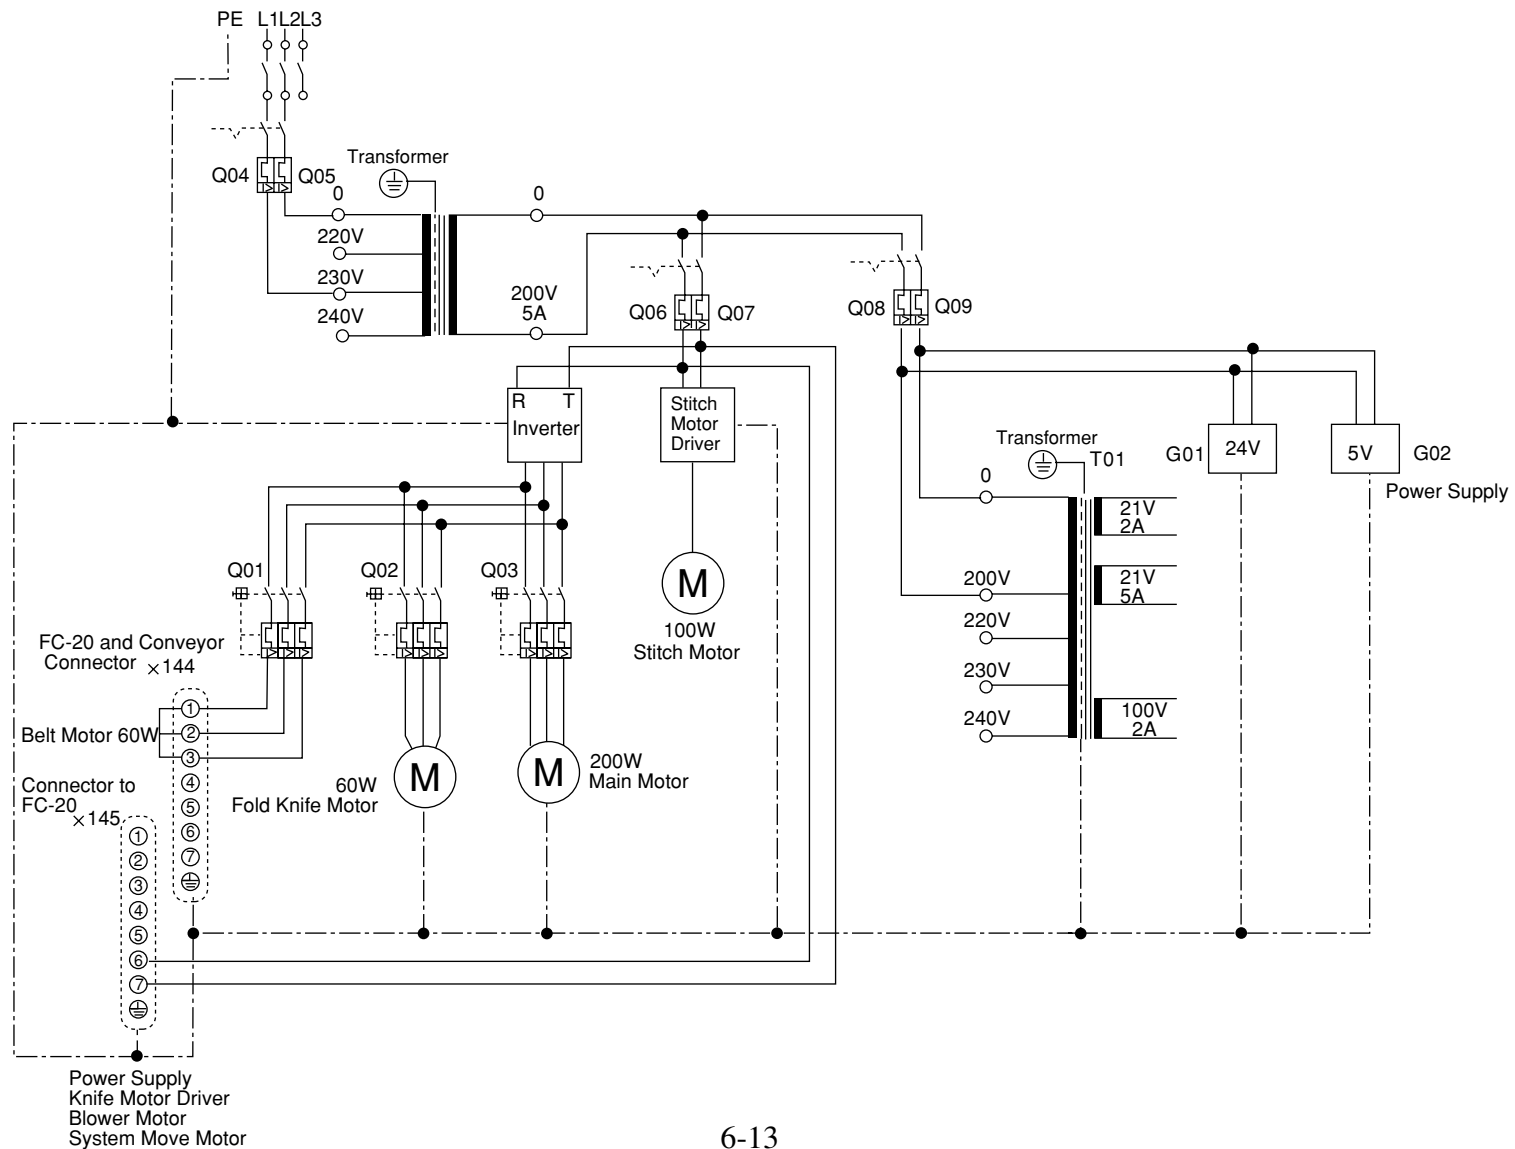 PE L1L2L3
Transformer
Q04 Q05
0
220V
230V
240V
0
200V
5A
Q06 Q07
Q08 Q09
R T
Inverter
Stitch
Motor
Driver
Transformer
T01
0
200V
220V
230V
240V
21V
2A
21V
5A
100V
2A
G01
24V
5V
G02
Power Supply
Q01
Q02
Q03
M
100W
Stitch Motor
FC-20 and Conveyor
Connector ×144
1
2
3
4
5
6
7
Belt Motor 60W
M
60W
Fold Knife Motor
M
200W
Main Motor
Connector to
FC-20
×145
1
2
3
4
5
6
7
Power Supply
Knife Motor Driver
Blower Motor
System Move Motor
6-13